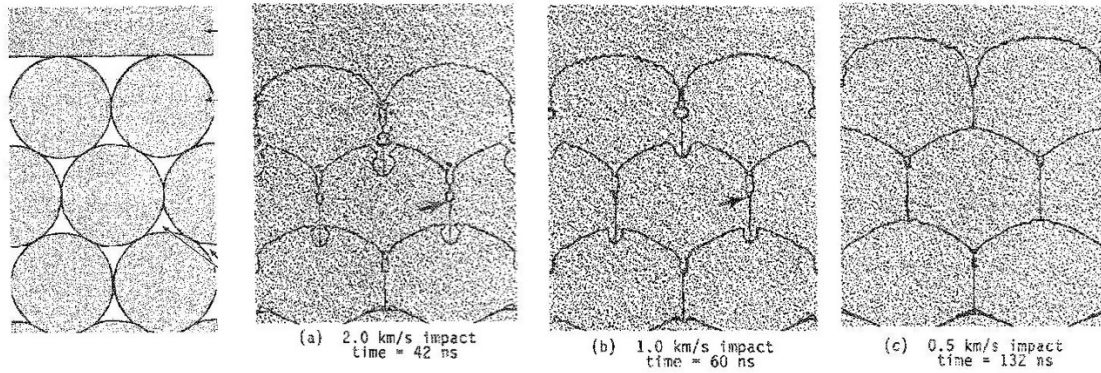 (a) 2.0 km/s impact
time = 42 ns
(b) 1.0 km/s impact
time = 60 ns
(c) 0.5 km/s impact
time = 132 ns